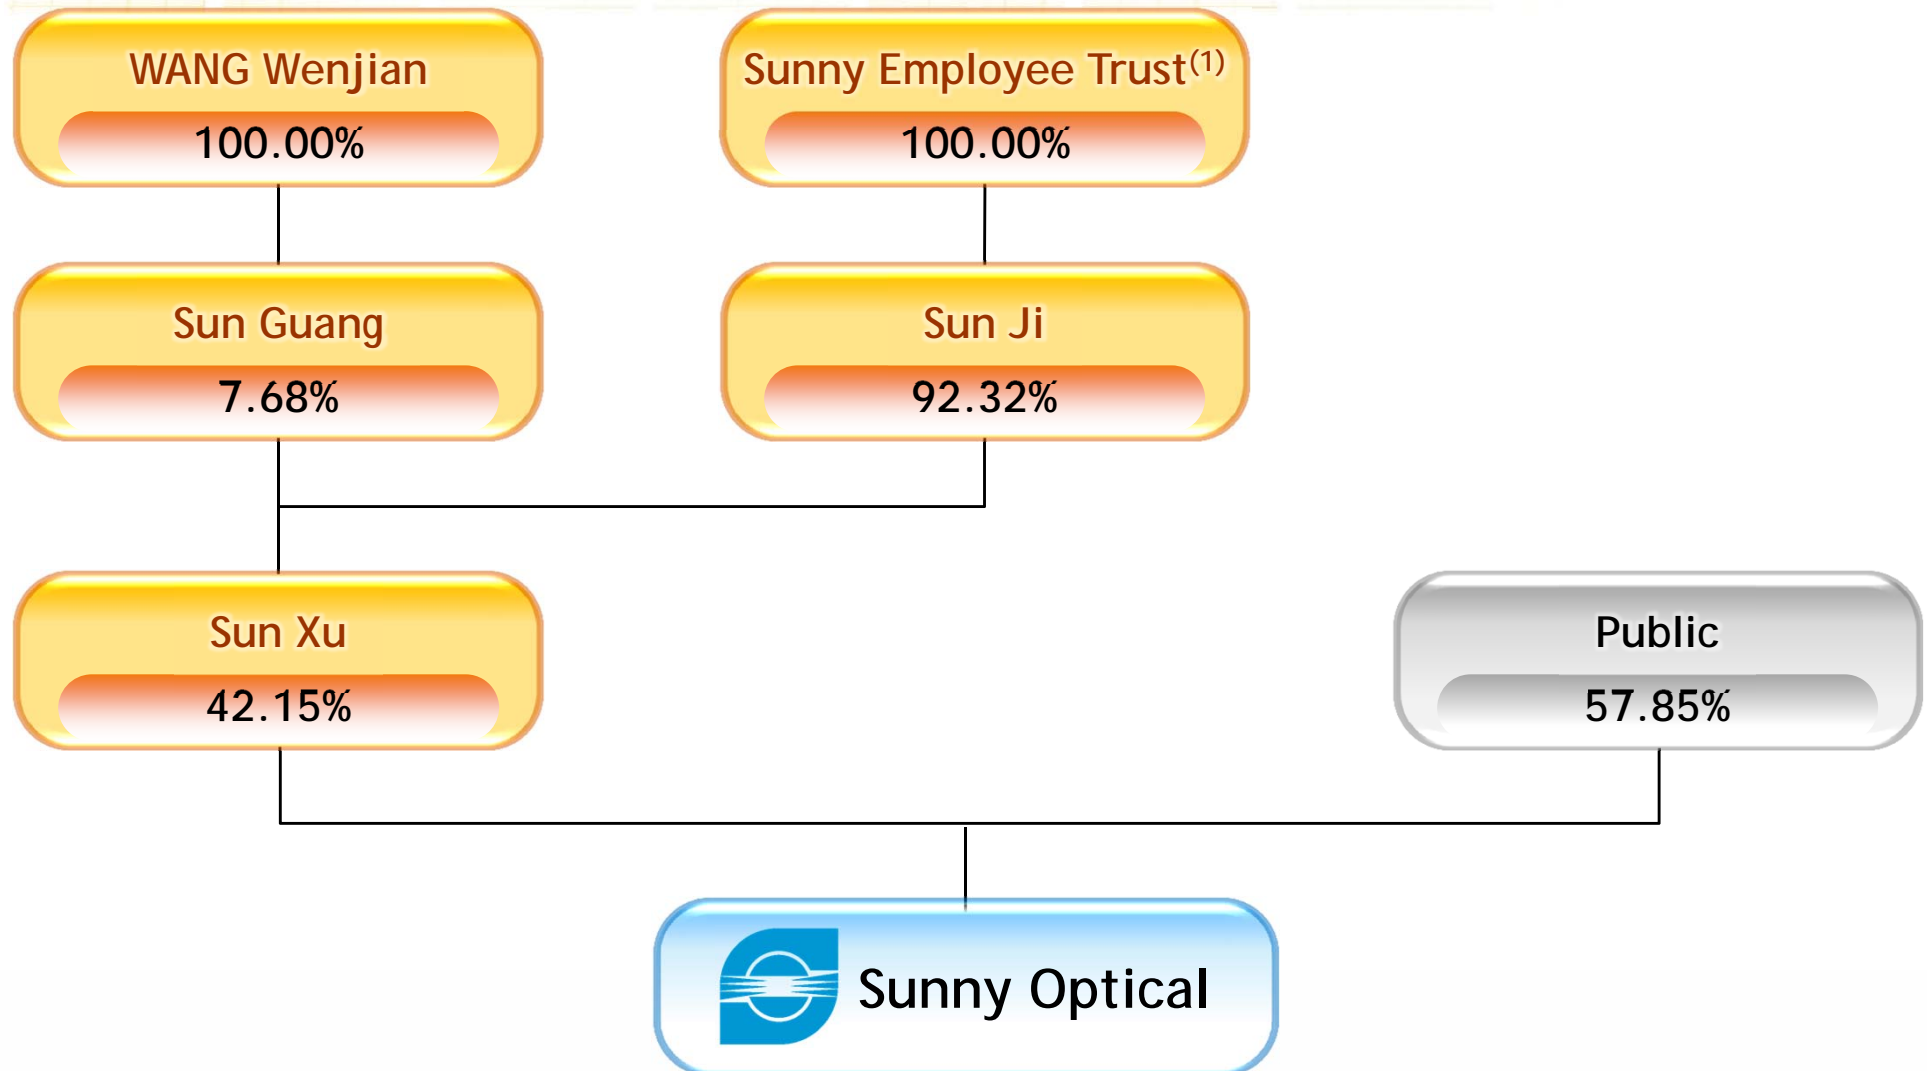 WANG Wenjian
100.00%
Sunny Employee Trust(1)
100.00%
Sun Guang
7.68%
Sun Ji
92.32%
Sun Xu
42.15%
Public
57.85%
Sunny Optical